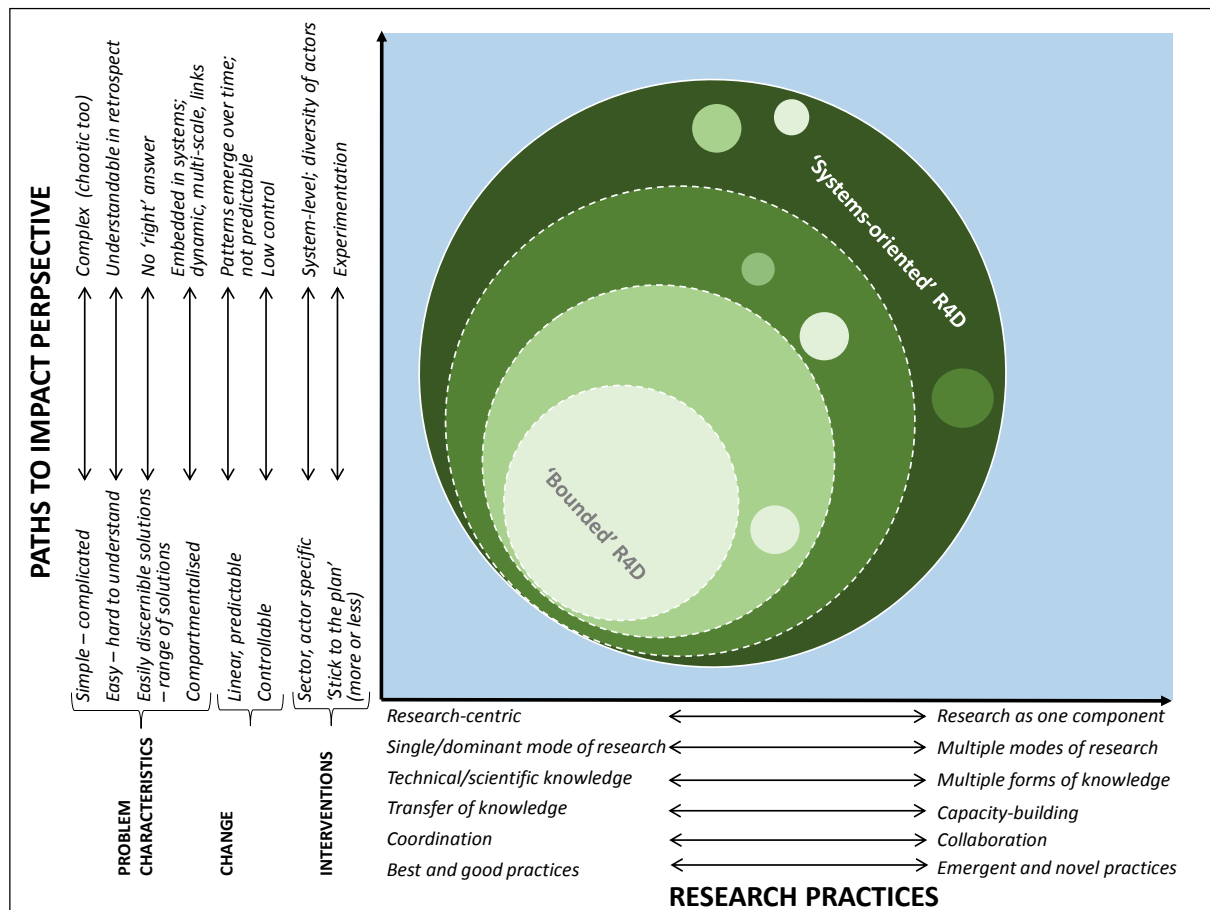 PATHS TO IMPACT PERPSECTIVE
Complex  (chaotic too)
Understandable in retrospect
No ‘right’ answer
Embedded in systems;
dynamic, multi-scale, links
Patterns emerge over time;
not predictable
Low control
System-level; diversity of actors
Experimentation
Simple – complicated
Easy – hard to understand
Easily discernible solutions
– range of solutions
Compartmentalised
Linear, predictable
Controllable
Sector, actor specific
‘Stick to the plan’
(more or less)
PROBLEM
CHARACTERISTICS
CHANGE
INTERVENTIONS
‘Systems-oriented’ R4D
‘Bounded’ R4D
Research-centric
Research as one component
Single/dominant mode of research
Multiple modes of research
Technical/scientific knowledge
Multiple forms of knowledge
Transfer of knowledge
Capacity-building
Coordination
Collaboration
Best and good practices
Emergent and novel practices
RESEARCH PRACTICES